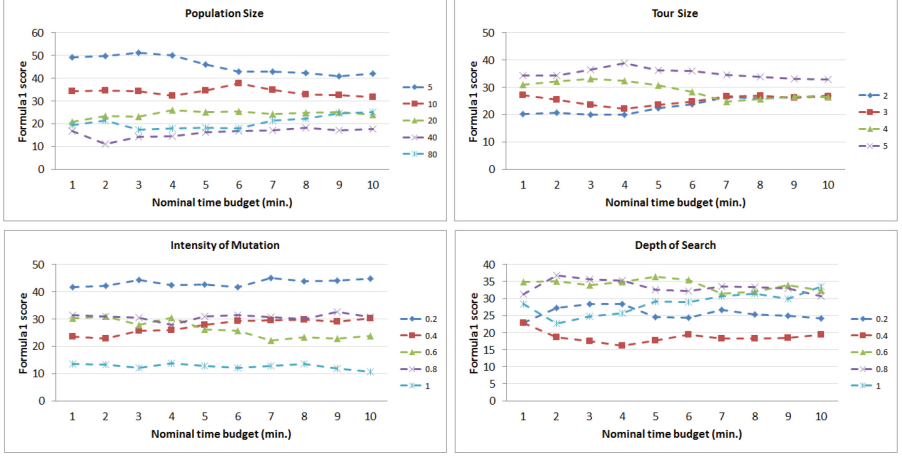 Population Size
Formula1 score
60
50
40
30
20
10
0
1 2 3 4 5 6 7 8 9 10
Nominal time budget (min.)
5
10
20
40
80
Tour Size
Formula1 score
50
40
30
20
10
0
1 2 3 4 5 6 7 8 9 10
Nominal time budget (min.)
2
3
4
5
Intensity of Mutation
Formula1 score
50
40
30
20
10
0
1 2 3 4 5 6 7 8 9 10
Nominal time budget (min.)
0.2
0.4
0.6
0.8
1
Depth of Search
Formula1 score
40
35
30
25
20
15
10
5
0
1 2 3 4 5 6 7 8 9 10
Nominal time budget (min.)
0.2
0.4
0.6
0.8
1